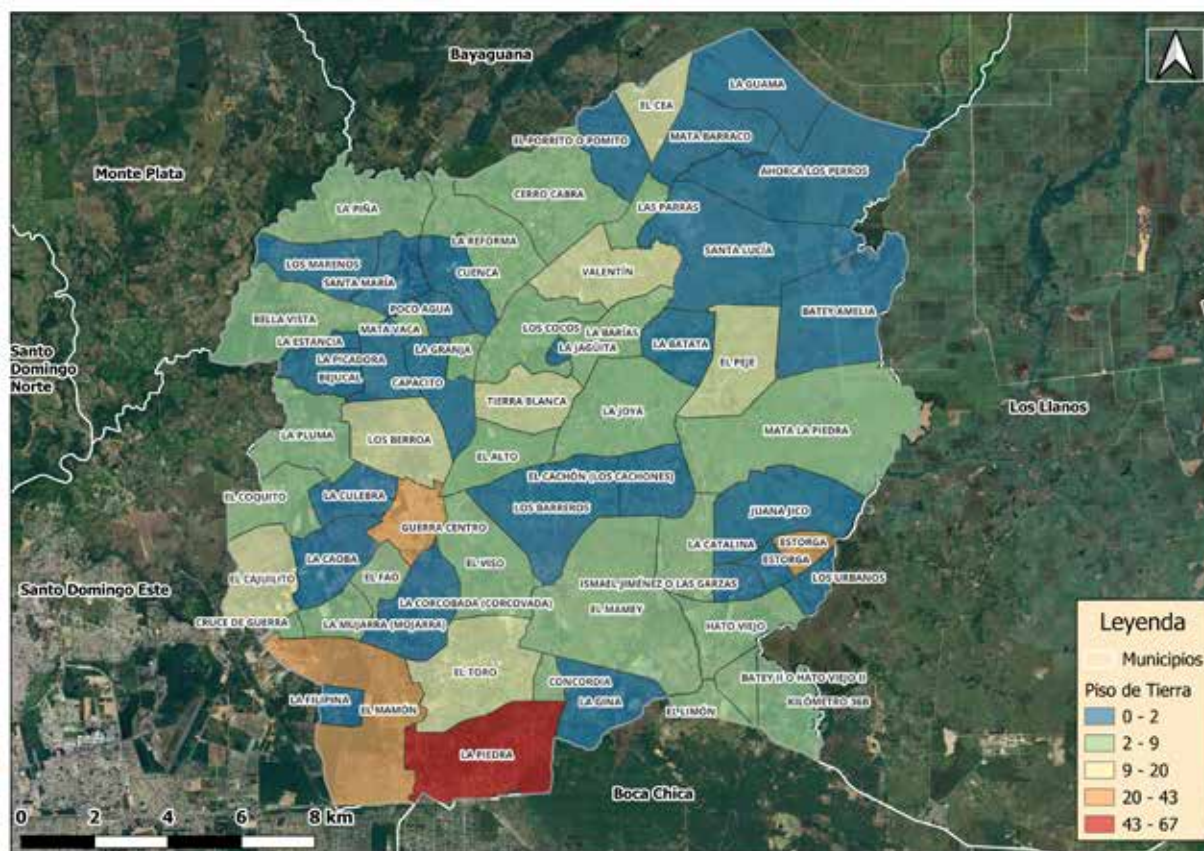 Bayaguana
LA GUAMA
EL CEA
EL PORRITO O POMITO
MATA BARRACO
Monte Plata
AHORCA LOS PERROS
CERRO CABRA
LA PIÑA
LAS PARRAS
LA REFORMA
SANTA LUCÍA
LOS MARENOS
CUENCA
VALENTÍN
SANTA MARÍA
POCO AGUA
BATEY AMELIA
BELLA VISTA
MATA VACA
LOS COCOS
LA BARÍAS
LA ESTANCIA
LA GRANJA
LA JAGÜITA
LA BATATA
Santo
Domingo
Norte
LA PICADORA
EL PEJE
BEJUCAL
CAPACITO
TIERRA BLANCA
LA JOYA
Los Llanos
LA PLUMA
LOS BERROA
MATA LA PIEDRA
EL ALTO
EL CACHÓN (LOS CACHONES)
EL COQUITO
LA CULEBRA
LOS BARREROS
JUANA JICO
GUERRA CENTRO
LA CATALINA
ESTORGA
LA CAOBA
EL VISO
ESTORGA
EL CAJUILITO
EL FAO
ISMAEL JIMÉNEZ O LAS GARZAS
LOS URBANOS
Santo Domingo Este
LA CORCOBADA (CORCOVADA)
EL MAMEY
CRUCE DE GUERRA
LA MUJARRA (MOJARRA)
HATO VIEJO
EL TORO
CONCORDIA
BATEY II O HATO VIEJO II
LA FILIPINA
EL MAMÓN
LA GINA
EL LIMÓN
KILÓMETRO 36B
LA PIEDRA
Boca Chica
0 2 4 6 8 km
Leyenda
Municipios
Piso de Tierra
0 - 2
2 - 9
9 - 20
20 - 43
43 - 67